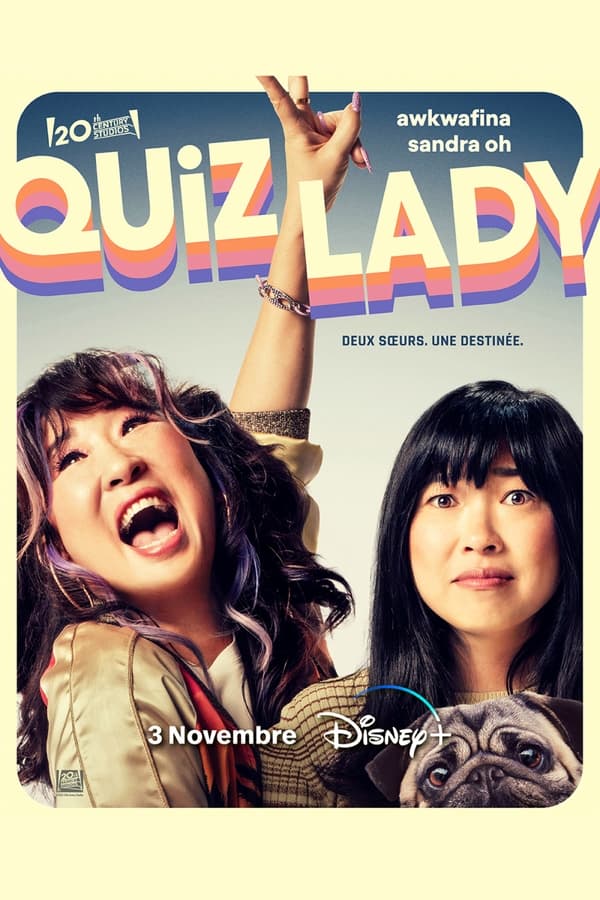 20th
CENTURY
STUDIOS
awkwafina
sandra oh
QUiZ
LADY
DEUX SŒURS. UNE DESTINÉE.
3 Novembre Disney+